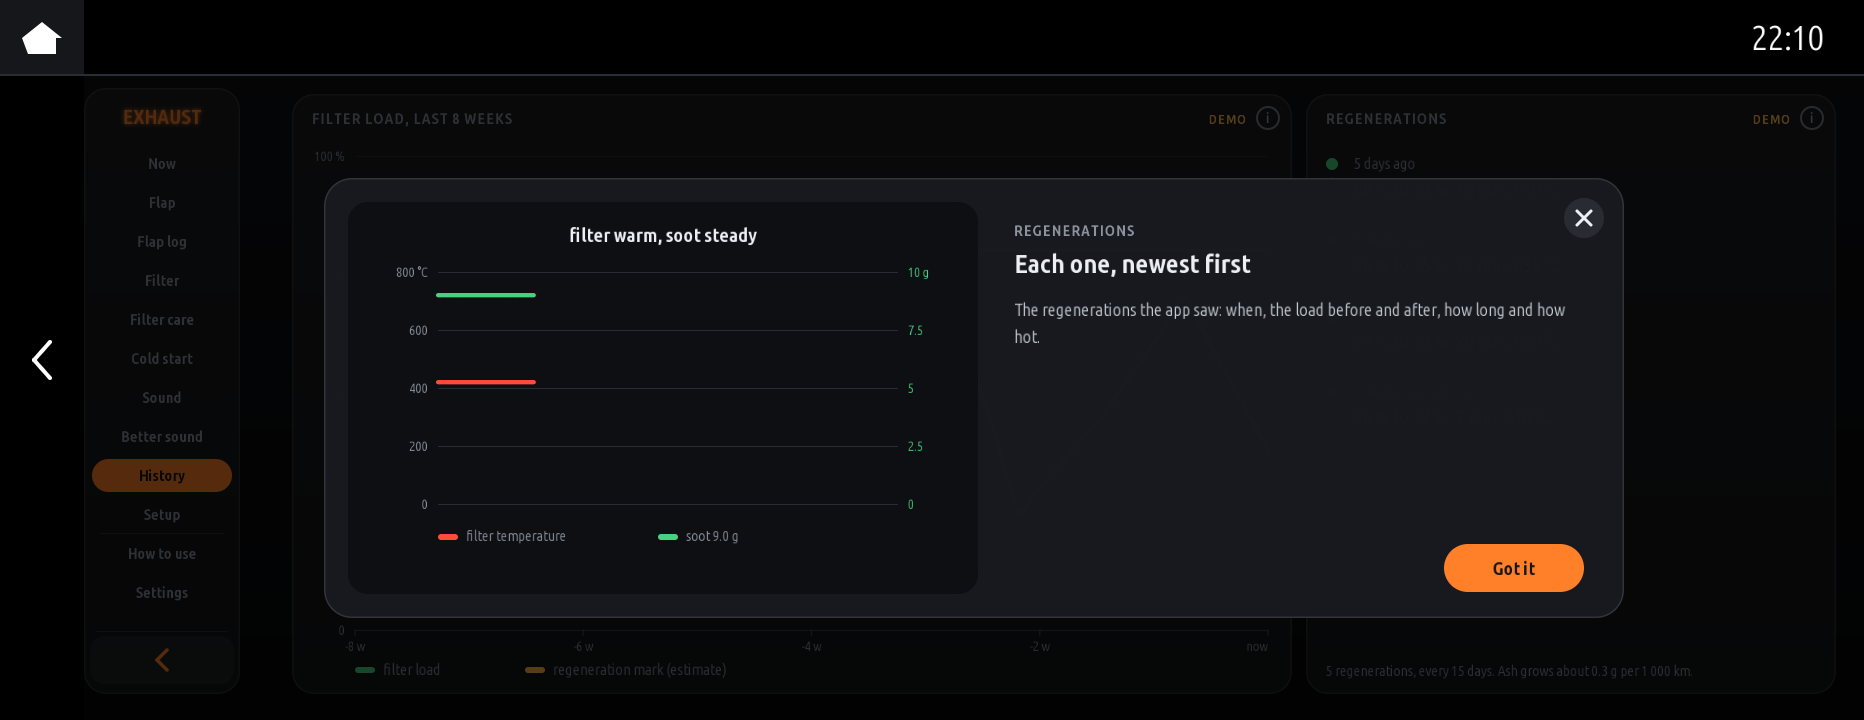 22:10
EXHAUST
Now
Flap
Flap log
Filter
Filter care
Cold start
Sound
Better sound
History
Setup
How to use
Settings
FILTER LOAD, LAST 8 WEEKS
DEMO
i
100 %
REGENERATIONS
DEMO
i
5 days ago
filter warm, soot steady
800 °C
10 g
600
7.5
400
5
200
2.5
0
0
filter temperature
soot 9.0 g
REGENERATIONS
Each one, newest first
The regenerations the app saw: when, the load before and after, how long and how
hot.
Got it
0
-8 w
-6 w
-4 w
-2 w
now
filter load
regeneration mark (estimate)
5 regenerations, every 15 days. Ash grows about 0.3 g per 1 000 km.